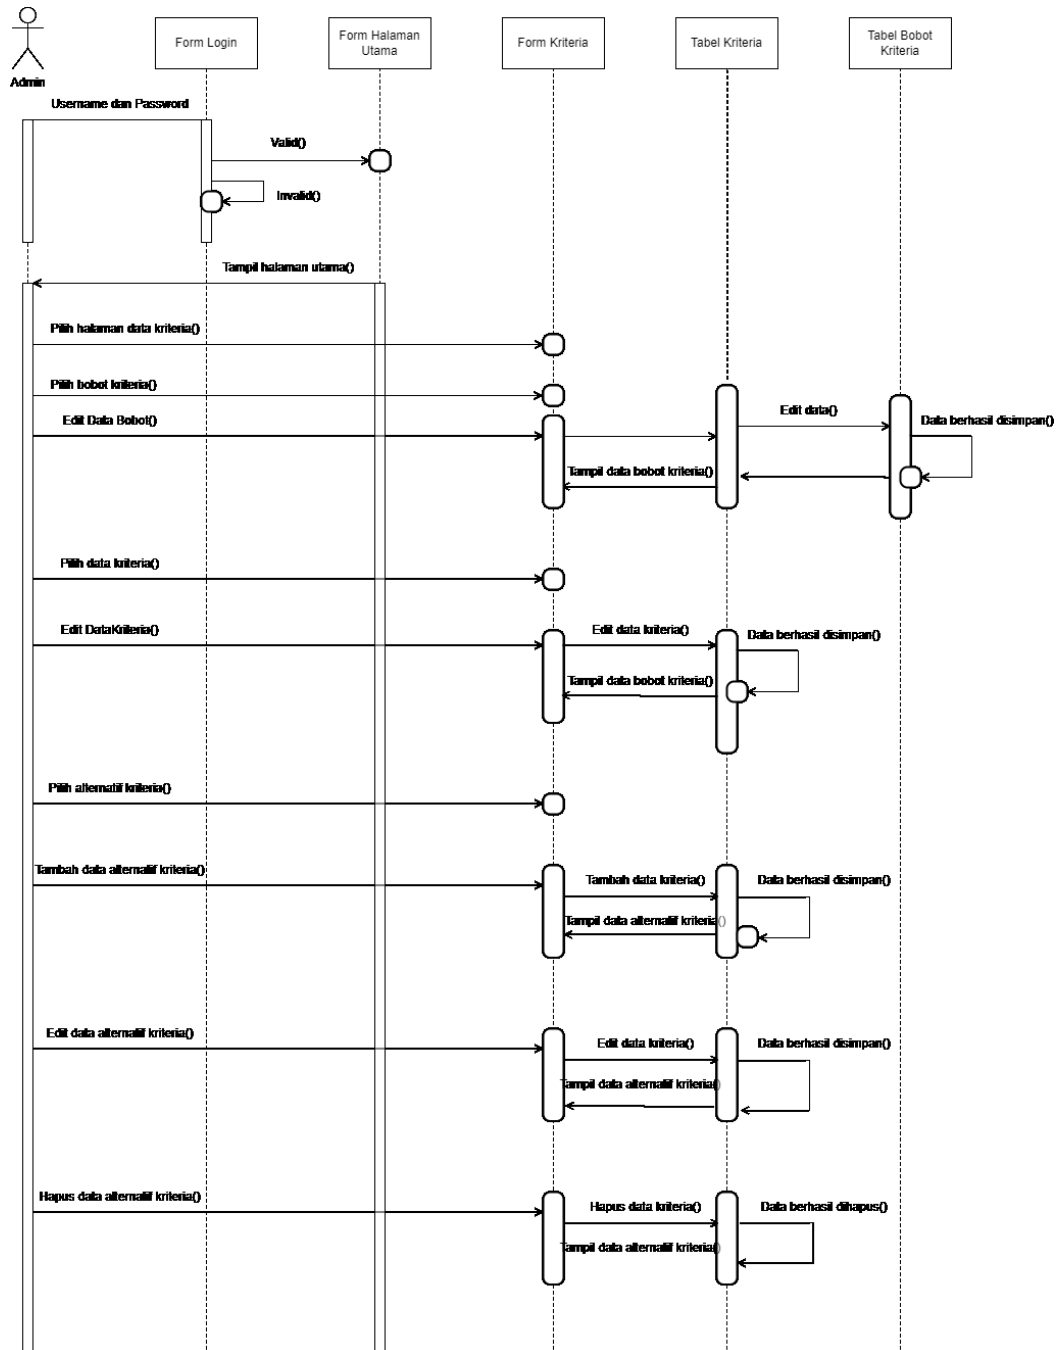 Form Login
Form Halaman
Utama
Form Kriteria
Tabel Kriteria
Tabel Bobot
Kriteria
Admin
Username dan Password
Valid()
Invalid()
Tampil halaman utama()
Pilih halaman data kriteria()
Pilih bobot kriteria()
Edit Data Bobot()
Edit data()
Data berhasil disimpan()
Tampil data bobot kriteria()
Pilih data kriteria()
Edit DataKriteria()
Edit data kriteria()
Data berhasil disimpan()
Tampil data bobot kriteria()
Pilih alternatif kriteria()
Tambah data alternatif kriteria()
Tambah data kriteria()
Data berhasil disimpan()
Tampil data alternatif kriteria()
Edit data alternatif kriteria()
Edit data kriteria()
Data berhasil disimpan()
Tampil data alternatif kriteria()
Hapus data alternatif kriteria()
Hapus data kriteria()
Data berhasil dihapus()
Tampil data alternatif kriteria()